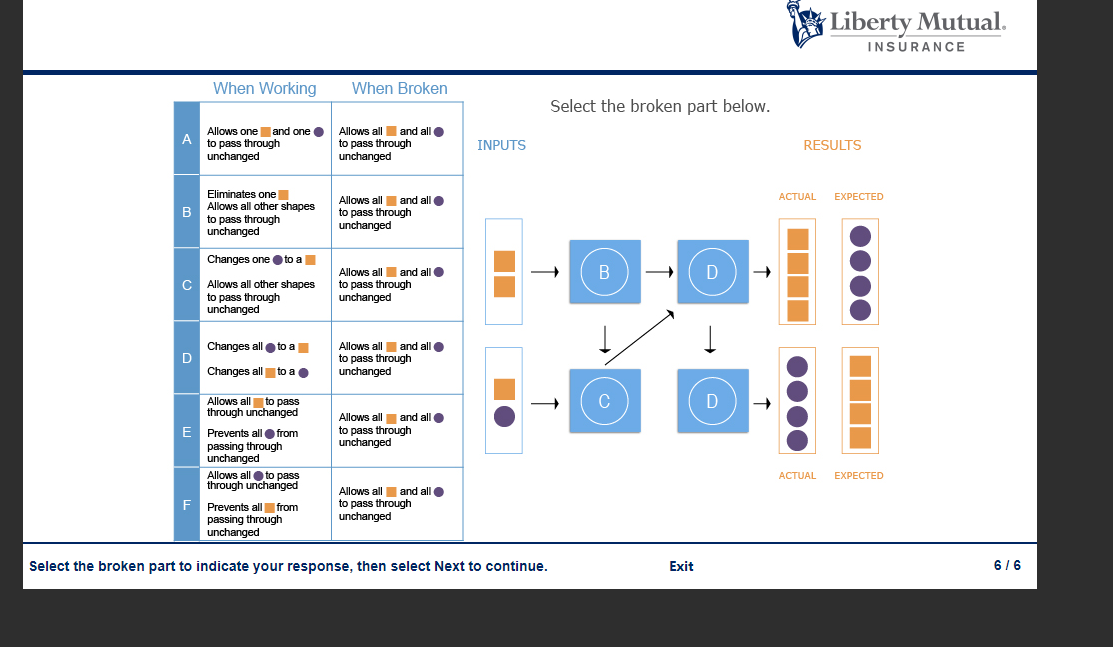 Liberty Mutual.
INSURANCE
When Working When Broken
Select the broken part below.
A
Allows one and one
to pass through
unchanged
Allows all and all
to pass through
unchanged
INPUTS
RESULTS
B
Eliminates one
Allows all other shapes
to pass through
unchanged
Allows all and all
to pass through
unchanged
ACTUAL EXPECTED
C
Changes one to a
Allows all other shapes
to pass through
unchanged
Allows all and all
to pass through
unchanged
B D
D
Changes all to a
Changes all to a
Allows all and all
to pass through
unchanged
E
Allows all to pass
through unchanged
Prevents all from
passing through
unchanged
Allows all and all
to pass through
unchanged
C D
F
Allows all to pass
through unchanged
Prevents all from
passing through
unchanged
Allows all and all
to pass through
unchanged
ACTUAL EXPECTED
Select the broken part to indicate your response, then select Next to continue.
Exit
6 / 6